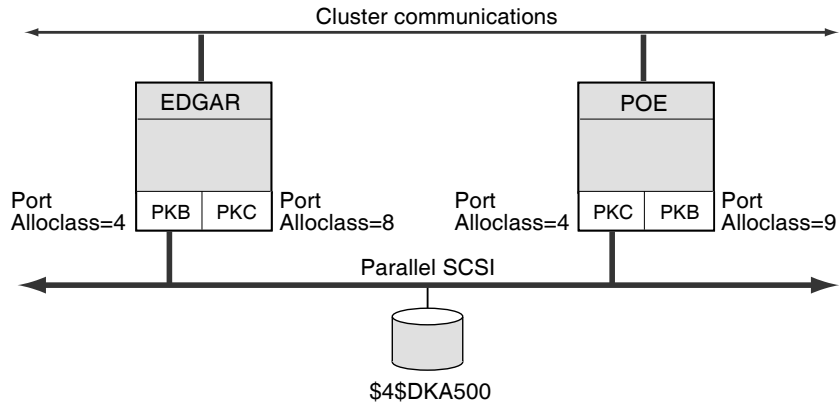 Cluster communications
EDGAR
POE
Port
Alloclass=4
PKB
PKC
Port
Alloclass=8
Port
Alloclass=4
PKC
PKB
Port
Alloclass=9
Parallel SCSI
$4$DKA500